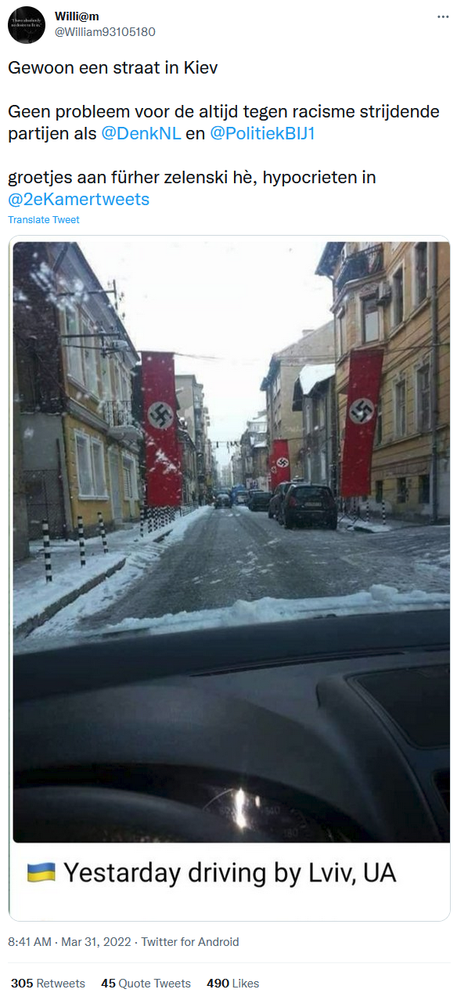 Willi@m
@William93105180
Gewoon een straat in Kiev
Geen probleem voor de altijd tegen racisme strijdende
partijen als @DenkNL en @PolitiekBIJ1
groetjes aan fürher zelenski hè, hypocrieten in
@2eKamertweets
Translate Tweet
🇺🇦 Yestarday driving by Lviv, UA
8:41 AM · Mar 31, 2022 · Twitter for Android
305 Retweets 45 Quote Tweets 490 Likes